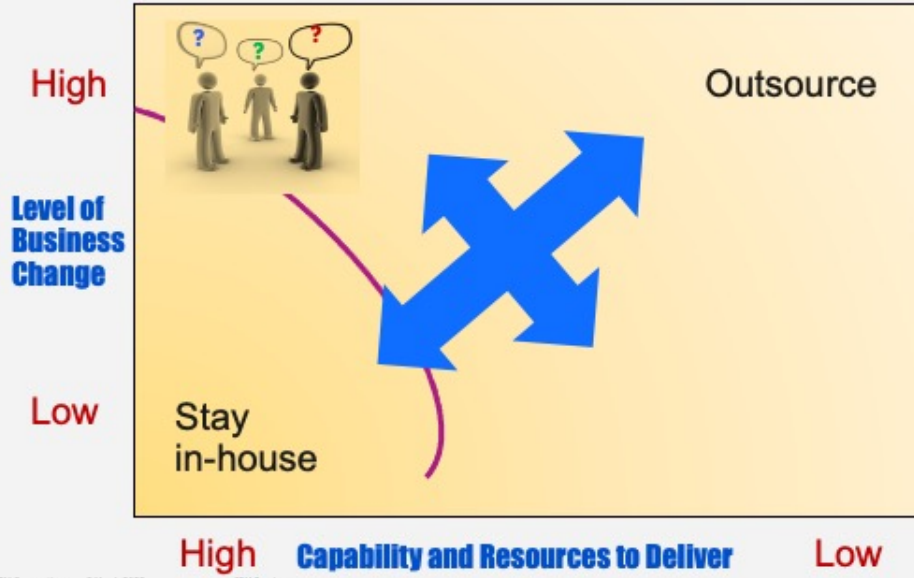 ? ? ?
High
Outsource
Level of
Business
Change
Low
Stay
in-house
High Capability and Resources to Deliver Low